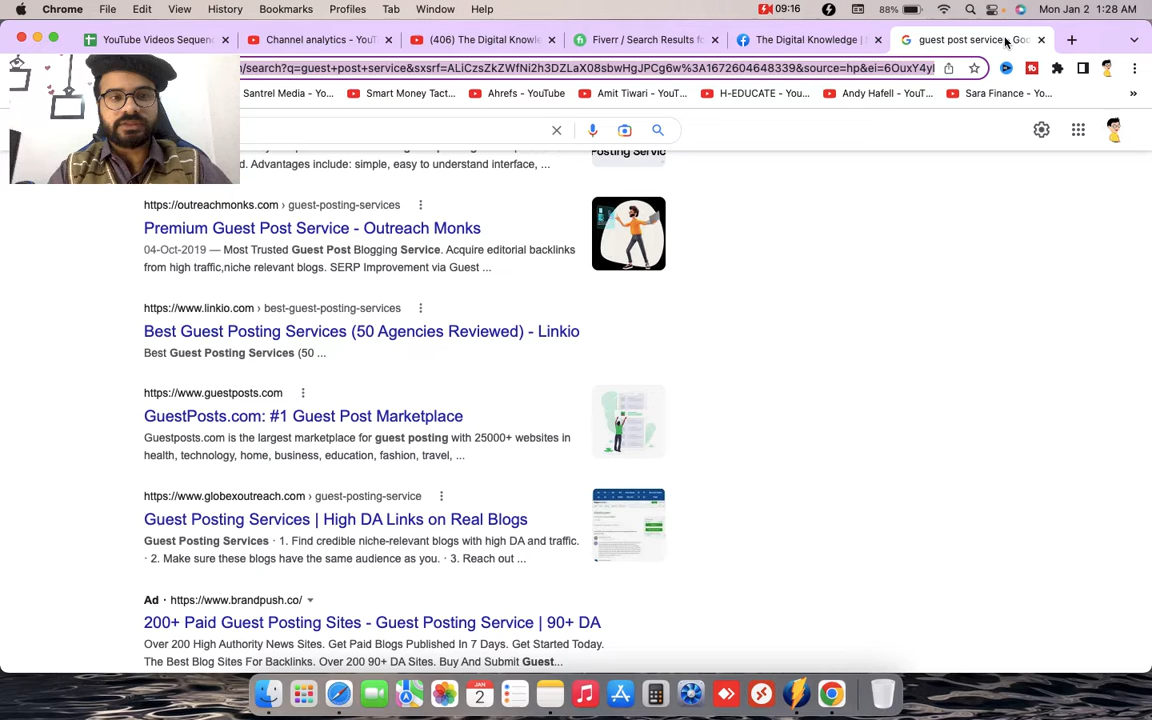 Chrome File Edit View History Bookmarks Profiles Tab Window Help 09:16 88% Mon Jan 2 1:28 AM
YouTube Videos Sequenc Channel analytics - YouT (406) The Digital Knowle Fiverr / Search Results fo The Digital Knowledge | guest post service - Goo
n/search?q=guest+post+service&sxsrf=ALiCzsZkZWfNi2h3DZLaX08sbwHgJPCg6w%3A1672604648339&source=hp&ei=6OuxY4yI
Santrel Media - Yo... Smart Money Tact... Ahrefs - YouTube Amit Tiwari - YouT... H-EDUCATE - You... Andy Hafell - YouT... Sara Finance - Yo... »
d. Advantages include: simple, easy to understand interface, ...
Posting Servic
https://outreachmonks.com › guest-posting-services
Premium Guest Post Service - Outreach Monks
04-Oct-2019 — Most Trusted Guest Post Blogging Service. Acquire editorial backlinks
from high traffic,niche relevant blogs. SERP Improvement via Guest ...
https://www.linkio.com › best-guest-posting-services
Best Guest Posting Services (50 Agencies Reviewed) - Linkio
Best Guest Posting Services (50 ...
https://www.guestposts.com
GuestPosts.com: #1 Guest Post Marketplace
Guestposts.com is the largest marketplace for guest posting with 25000+ websites in
health, technology, home, business, education, fashion, travel, ...
https://www.globexoutreach.com › guest-posting-service
Guest Posting Services | High DA Links on Real Blogs
Guest Posting Services · 1. Find credible niche-relevant blogs with high DA and traffic.
· 2. Make sure these blogs have the same audience as you. · 3. Reach out ...
Ad · https://www.brandpush.co/
200+ Paid Guest Posting Sites - Guest Posting Service | 90+ DA
Over 200 High Authority News Sites. Get Paid Blogs Published In 7 Days. Get Started Today.
The Best Blog Sites For Backlinks. Over 200 90+ DA Sites. Buy And Submit Guest...
JAN
2